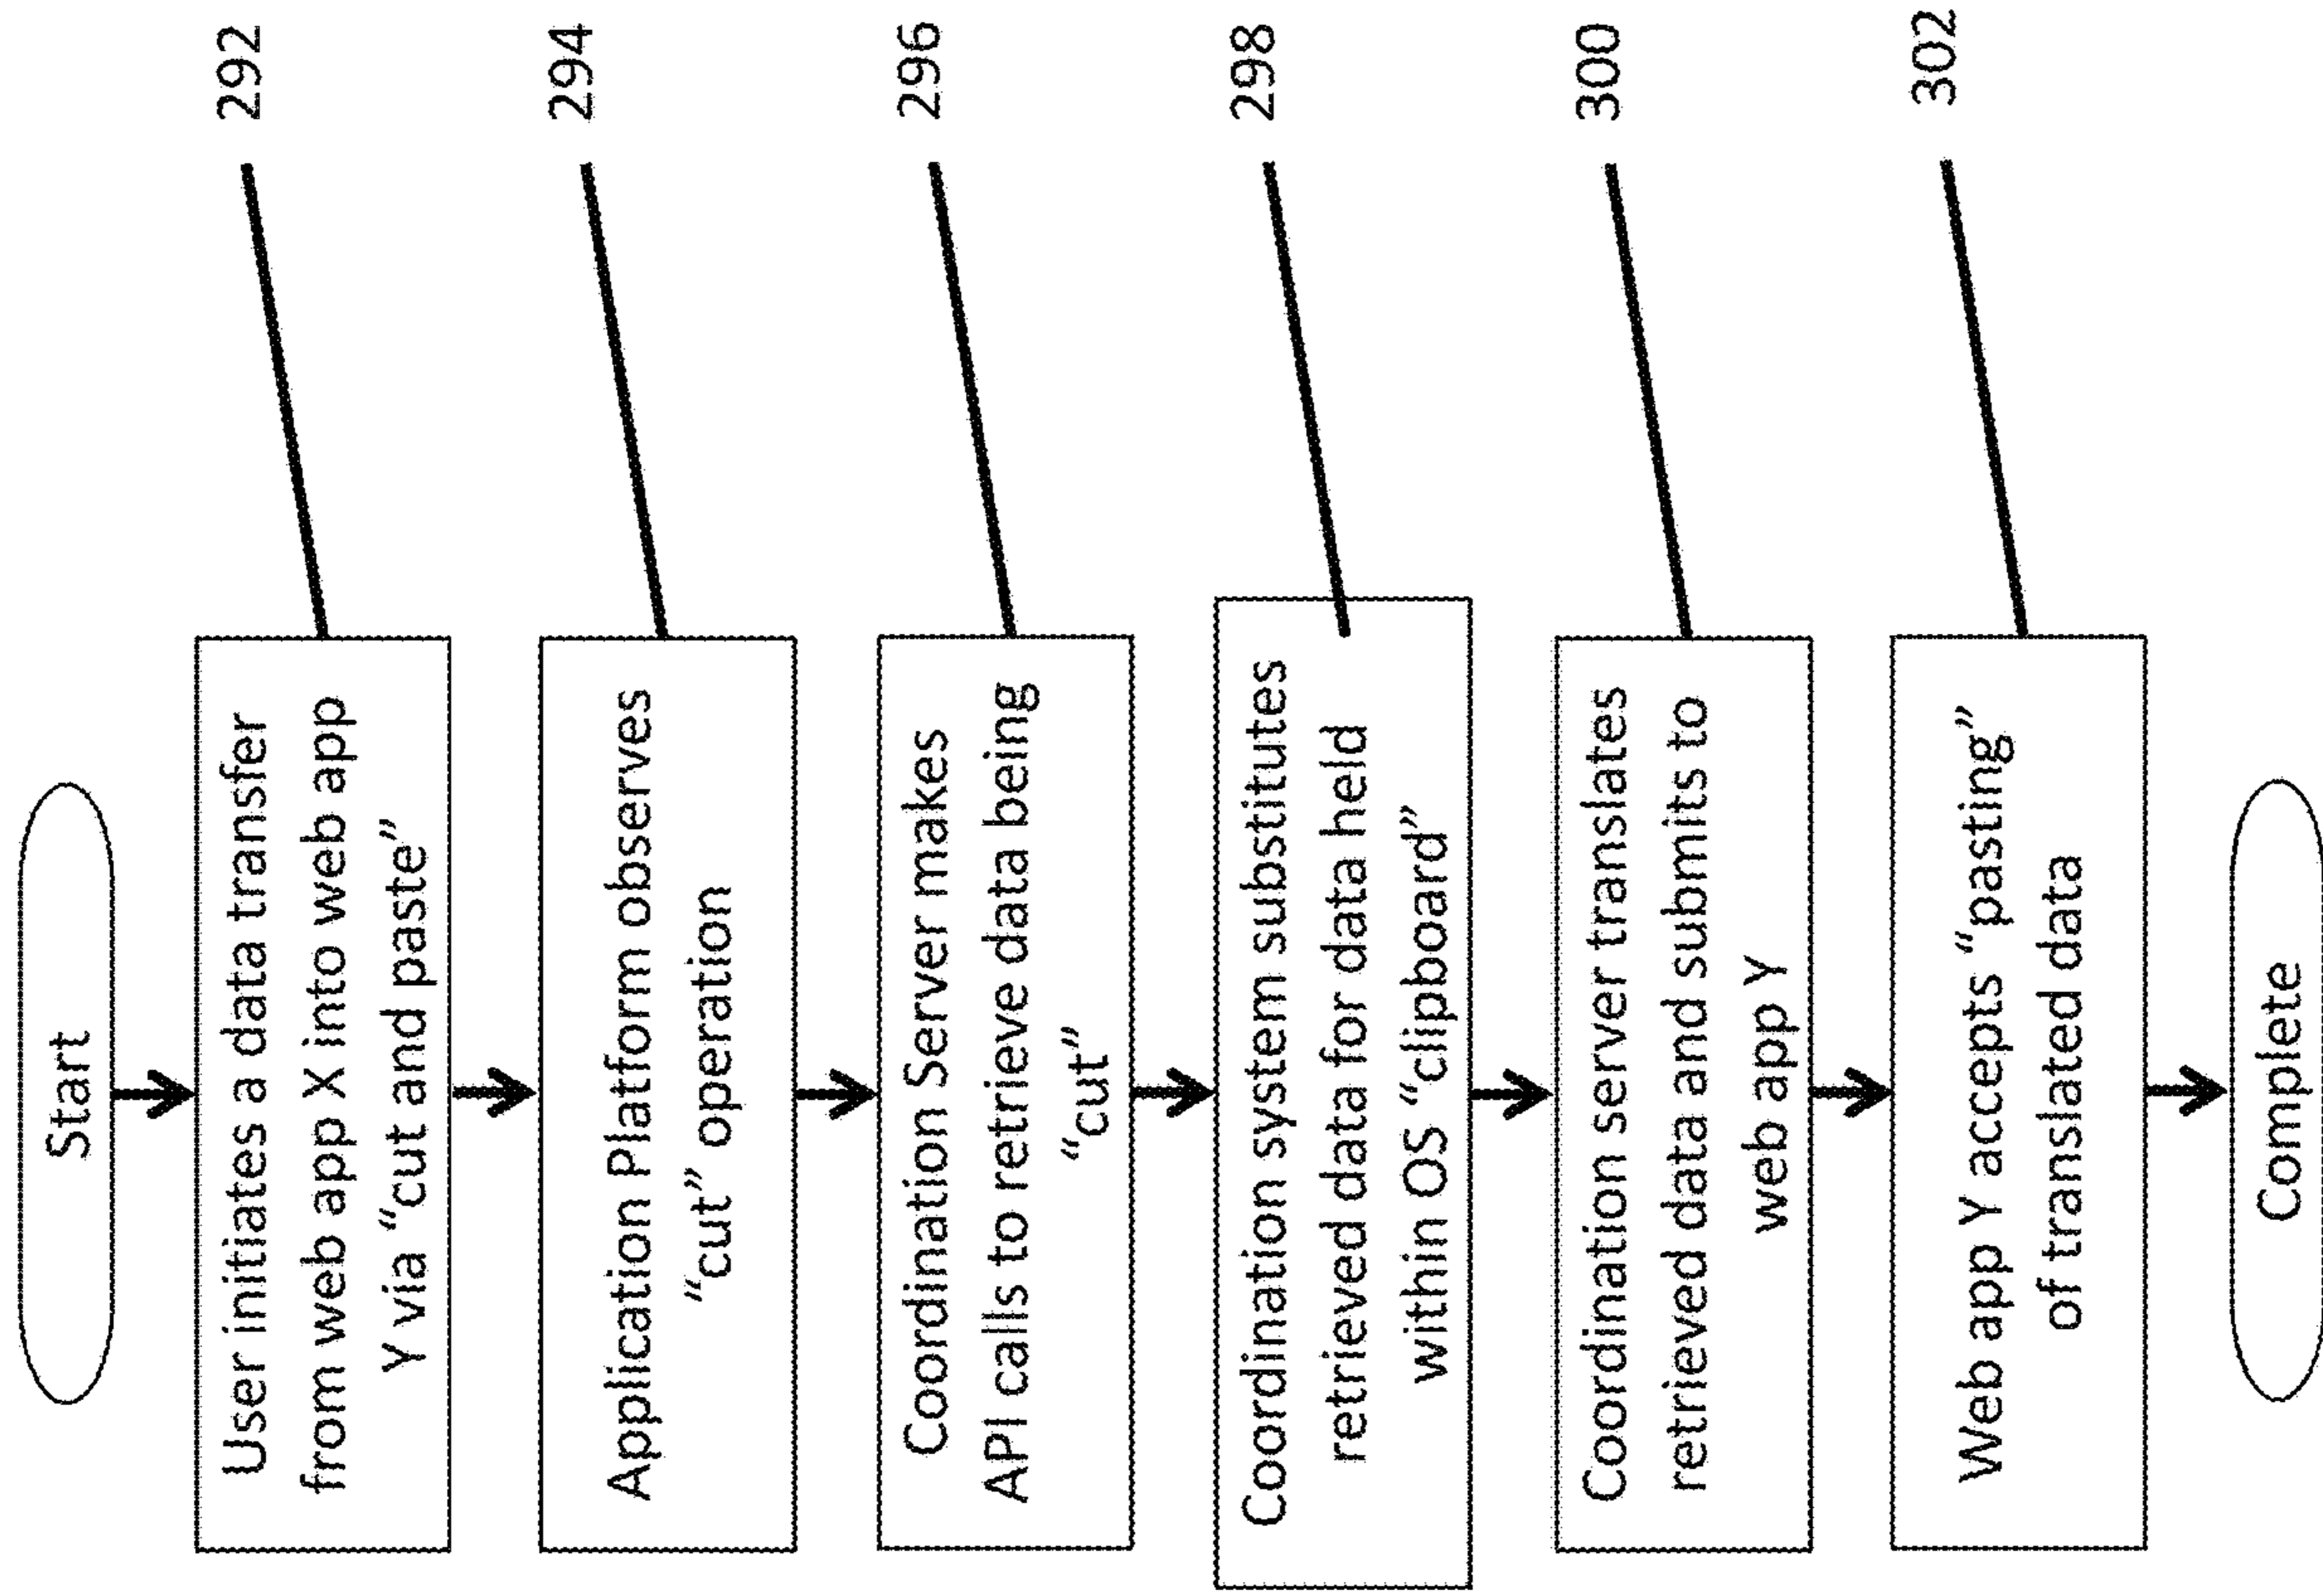 Start
User initiates a data transfer
from web app X into web app
Y via “cut and paste”
292
Application Platform observes
“cut” operation
294
Coordination Server makes
API calls to retrieve data being
“cut”
296
Coordination system substitutes
retrieved data for data held
within OS “clipboard”
298
Coordination server translates
retrieved data and submits to
web app Y
300
Web app Y accepts “pasting”
of translated data
302
Complete